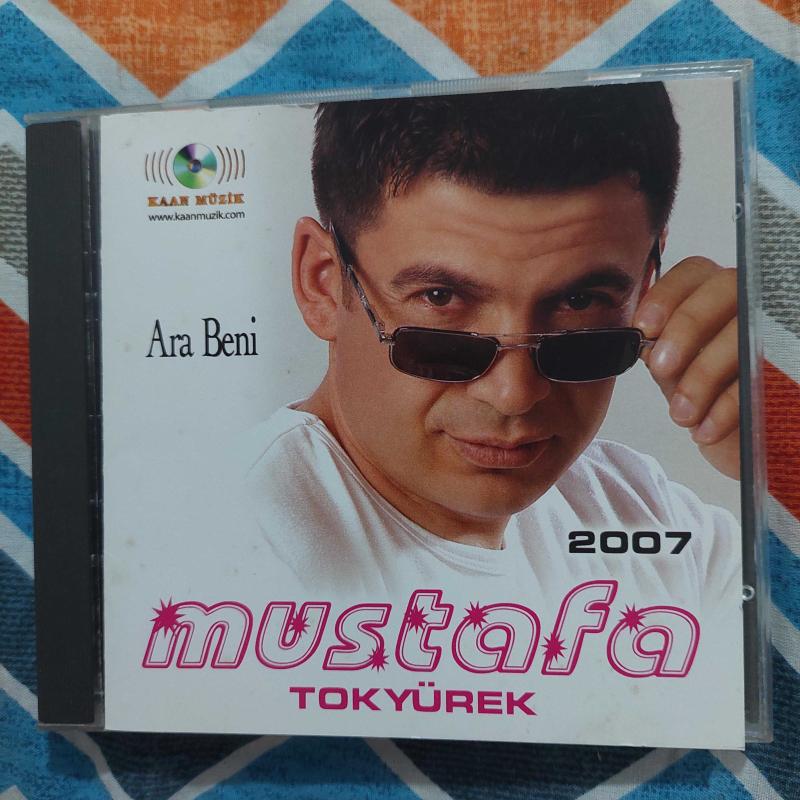 KAAN MÜZİK
www.kaanmuzik.com
Ara Beni
2007
mustafa
TOKYÜREK